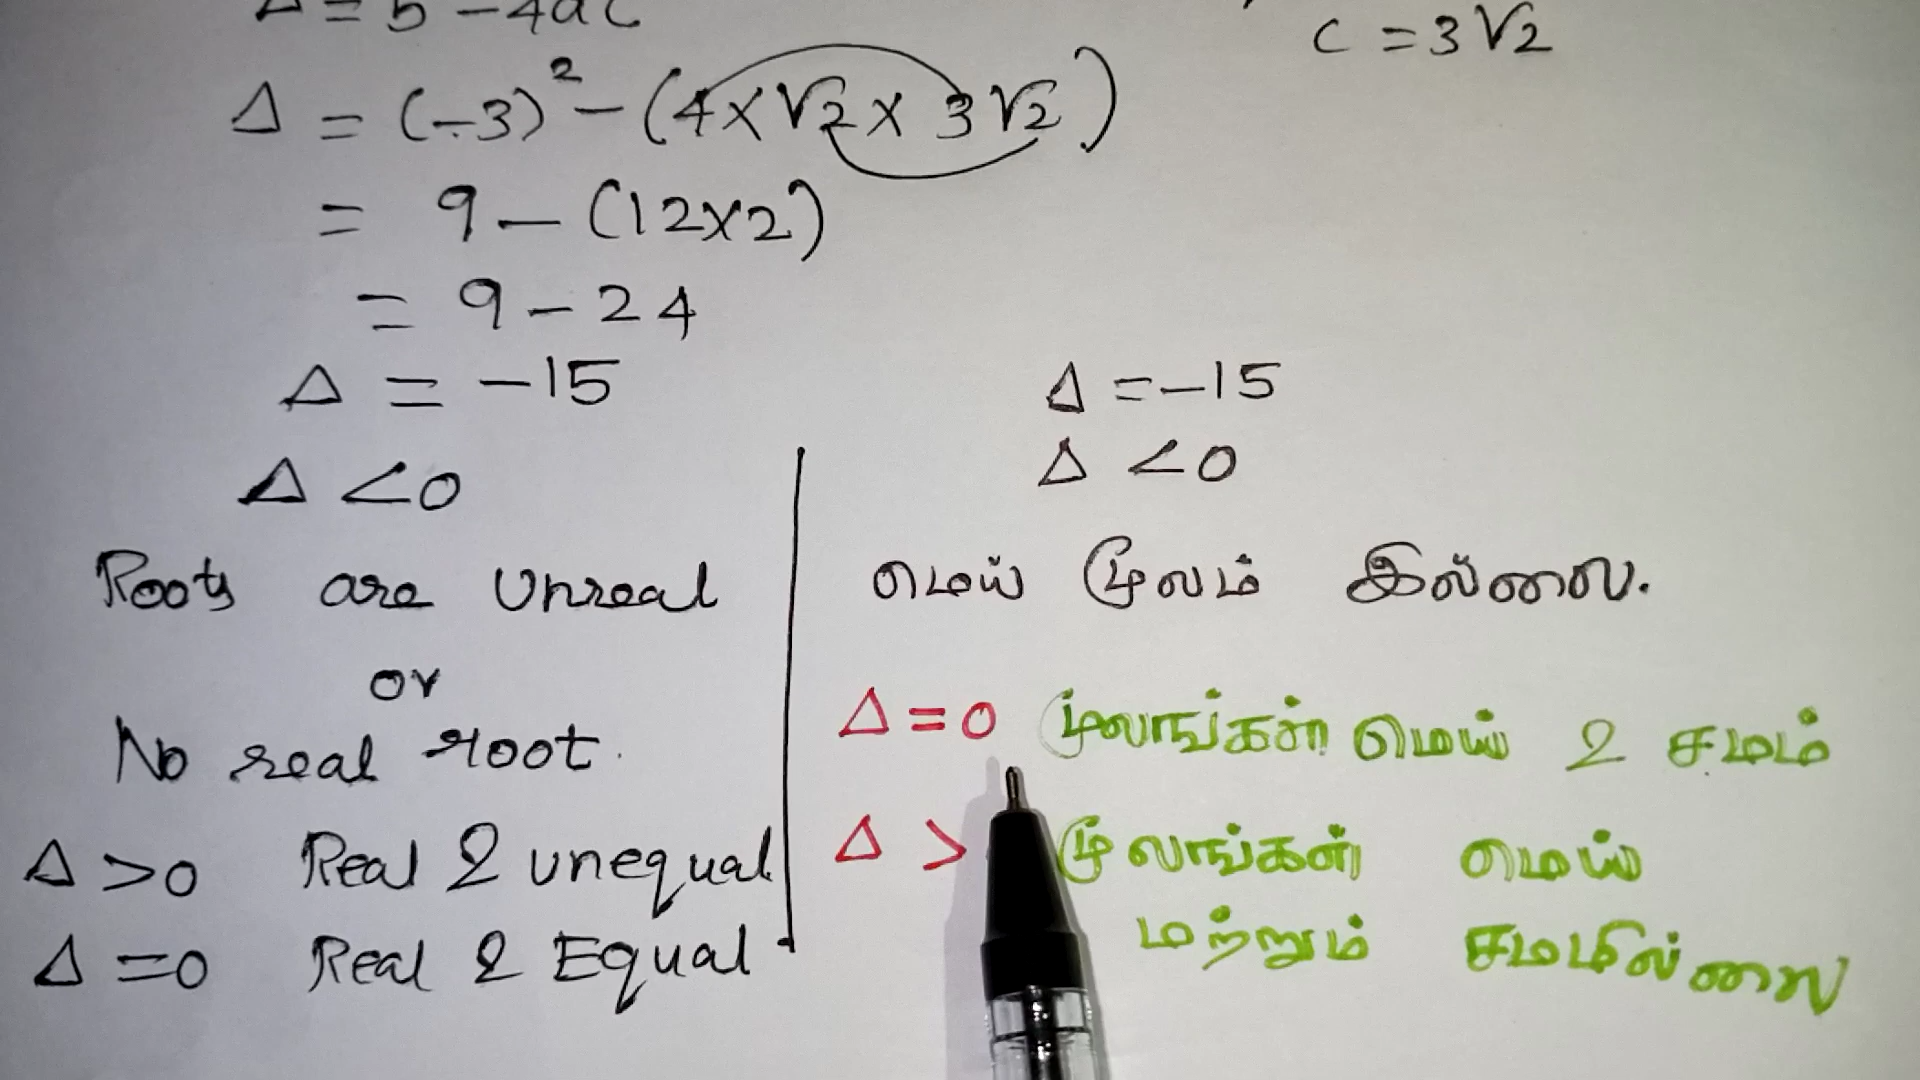 Δ = b -4ac
c = 3√2
Δ = (-3)² - (4×√2 × 3√2)
= 9 - (12×2)
= 9 - 24
Δ = -15
Δ <0
Roots are Unreal
or
No real root.
Δ >0 Real & unequal
Δ =0 Real & Equal
Δ = -15
Δ <0
மெய் மூலம் இல்லை.
Δ = 0 மூலங்கள் மெய் & சமம்
Δ > மூலங்கள் மெய்
மற்றும் சமமில்லை